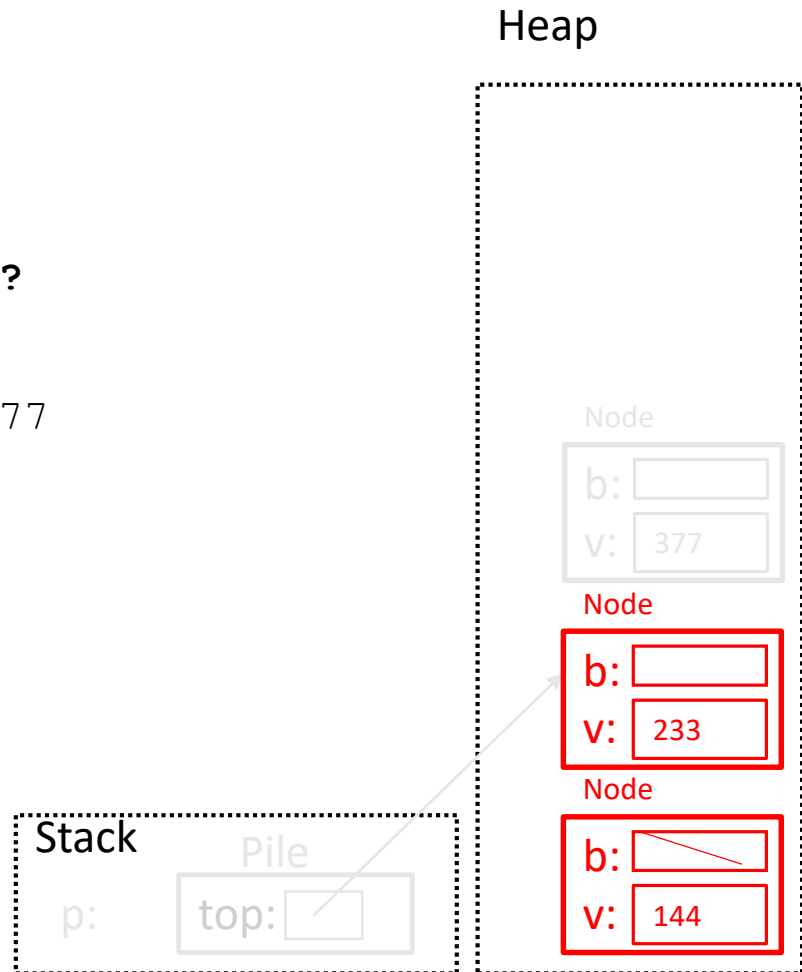 Heap
?
77
Node
b:
v: 377
Node
b:
v: 233
Node
Stack
Pile
b:
p: top:
v: 144